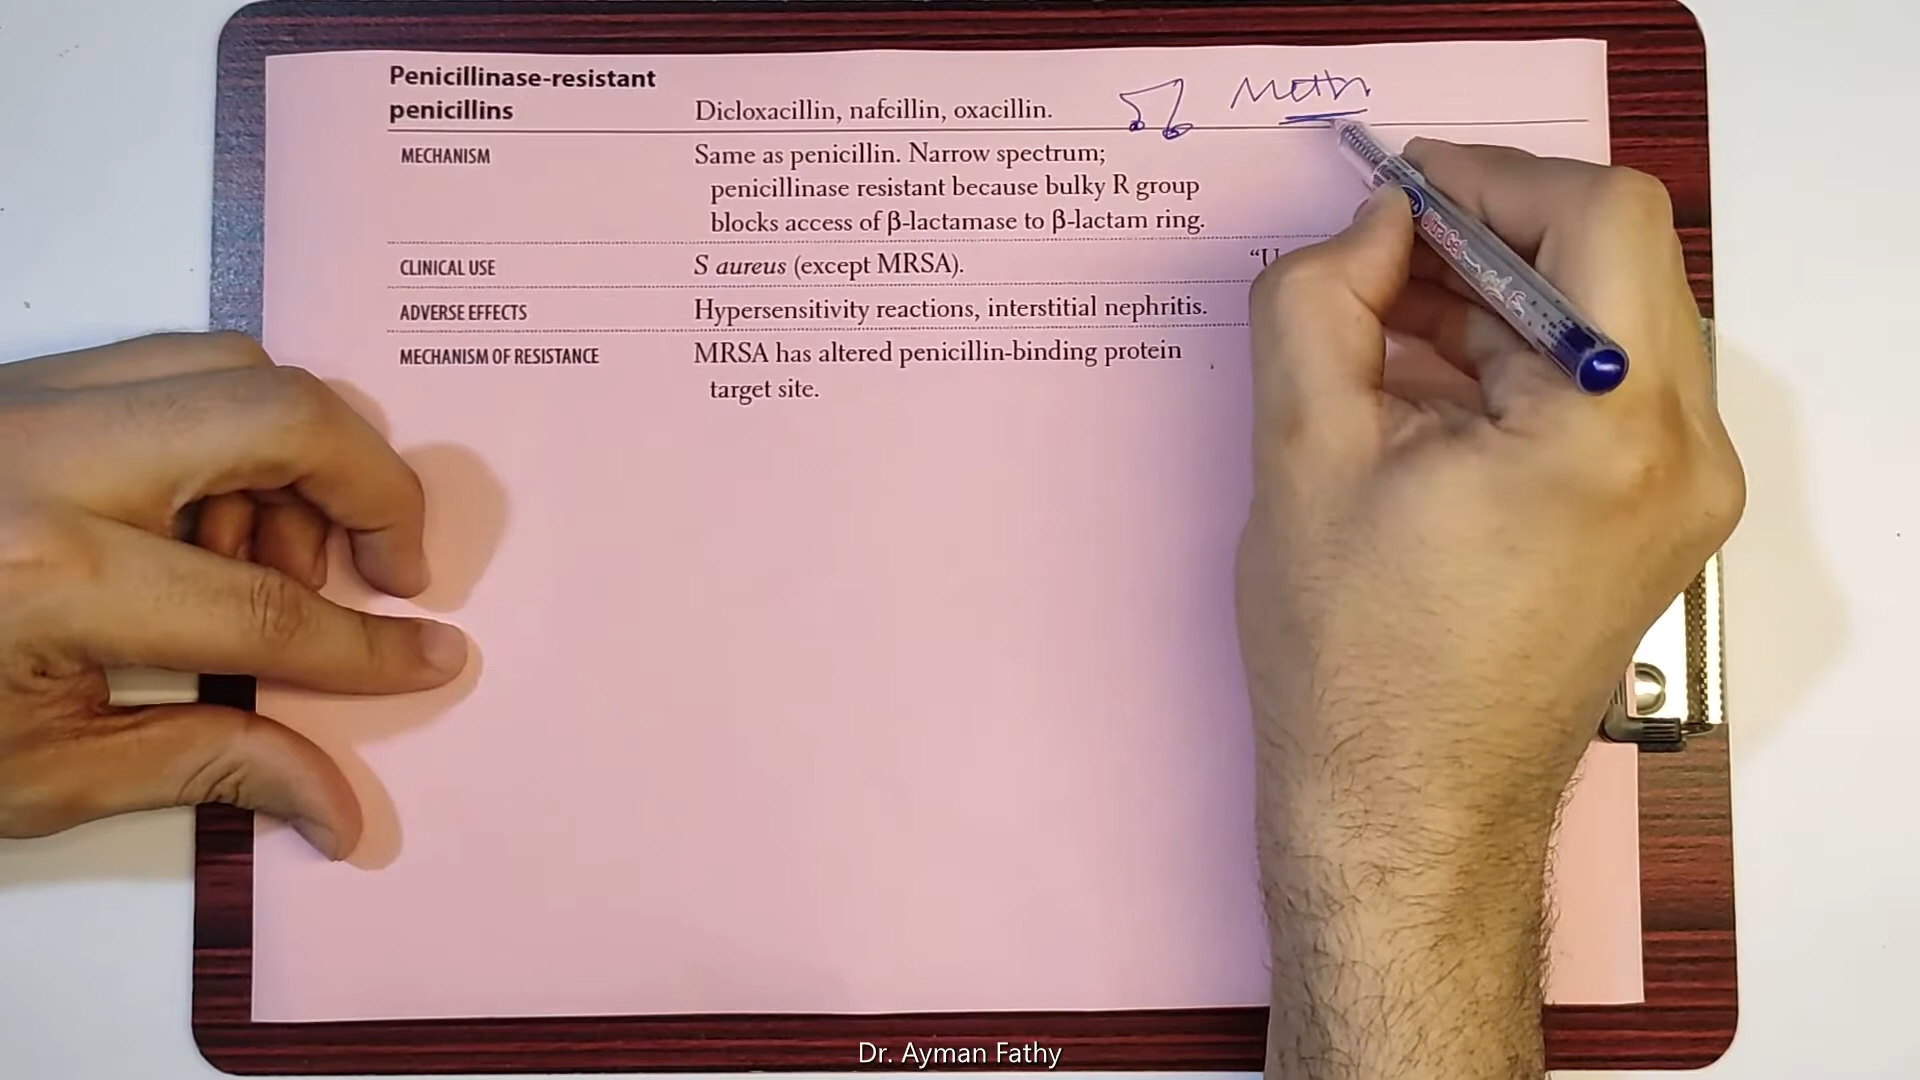 Penicillinase-resistant
penicillins
Dicloxacillin, nafcillin, oxacillin.
Meth
MECHANISM
Same as penicillin. Narrow spectrum;
penicillinase resistant because bulky R group
blocks access of β-lactamase to β-lactam ring.
CLINICAL USE
S aureus (except MRSA).
“U
ADVERSE EFFECTS
Hypersensitivity reactions, interstitial nephritis.
MECHANISM OF RESISTANCE
MRSA has altered penicillin-binding protein
target site.
Ultra Gel
Dr. Ayman Fathy